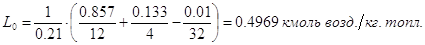 L₀ = 1/0.21 · (0.857/12 + 0.133/4 − 0.01/32) = 0.4969 кмоль возд./кг. топл.